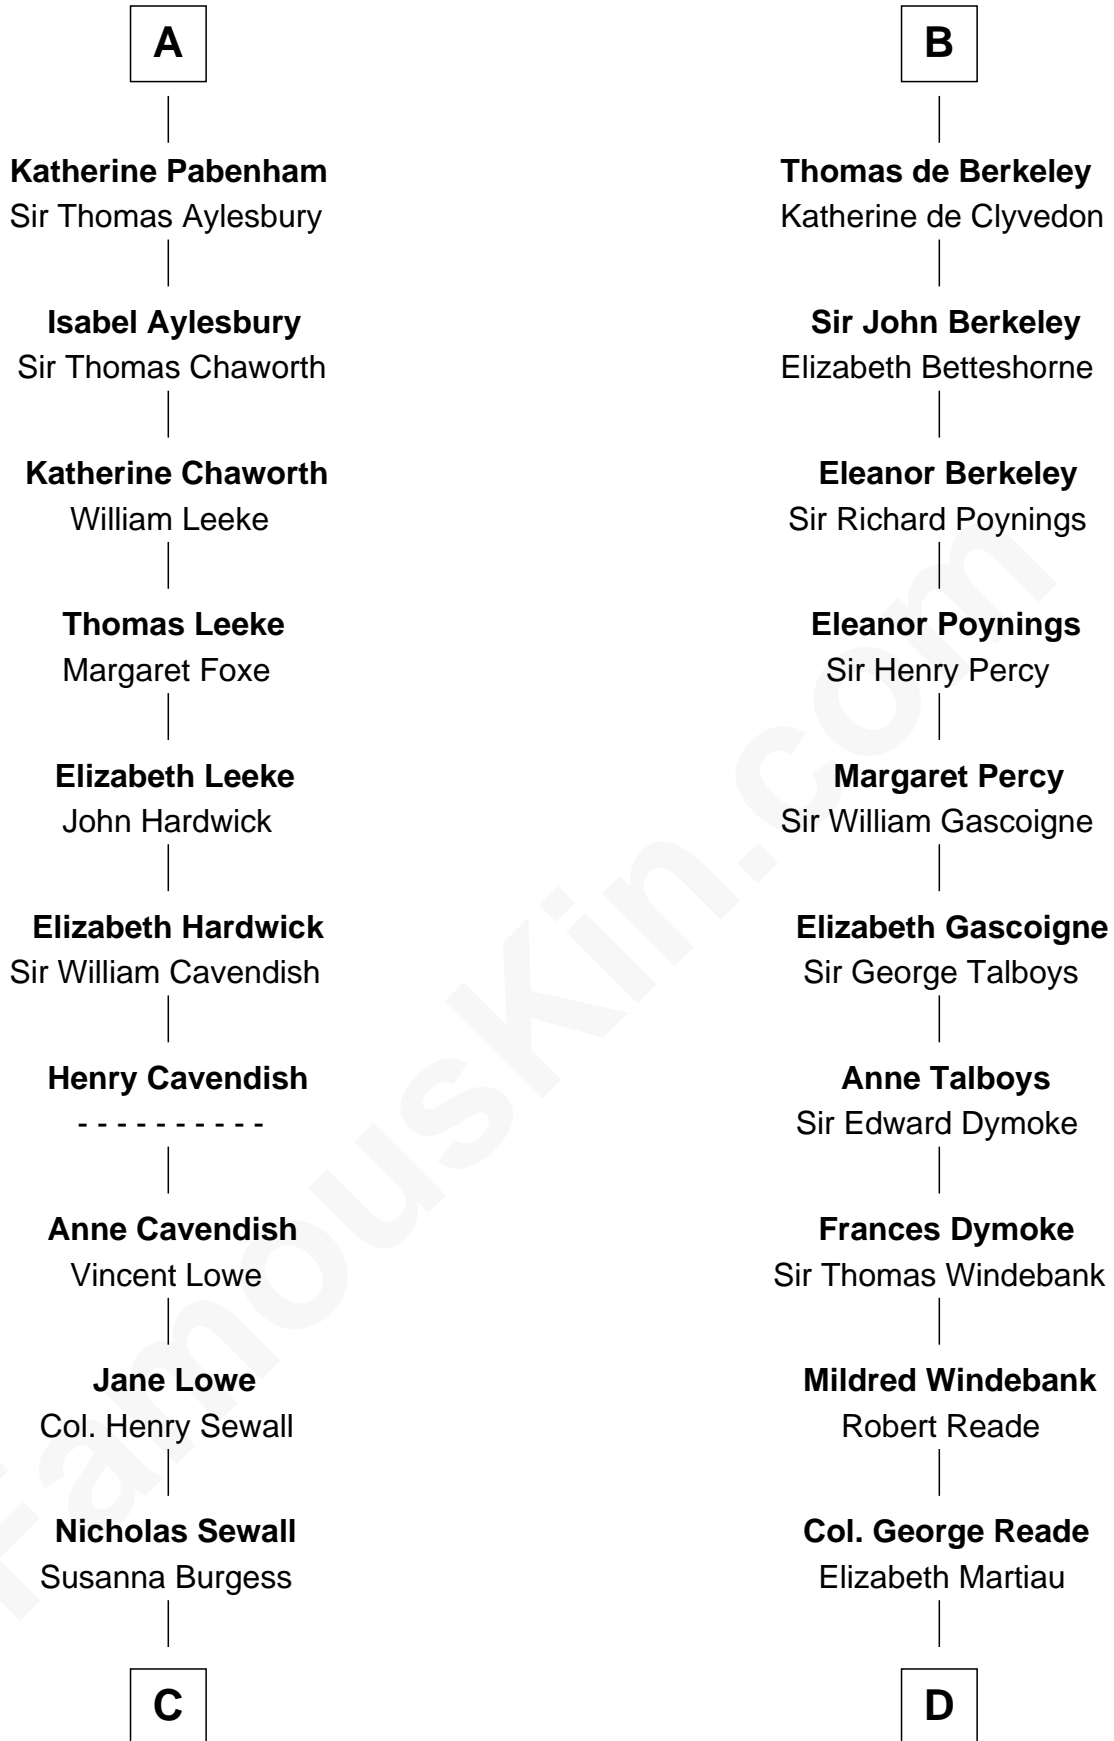 A
Katherine Pabenham
Sir Thomas Aylesbury
Isabel Aylesbury
Sir Thomas Chaworth
Katherine Chaworth
William Leeke
Thomas Leeke
Margaret Foxe
Elizabeth Leeke
John Hardwick
Elizabeth Hardwick
Sir William Cavendish
Henry Cavendish
- - - - - - - - - -
Anne Cavendish
Vincent Lowe
Jane Lowe
Col. Henry Sewall
Nicholas Sewall
Susanna Burgess
C
B
Thomas de Berkeley
Katherine de Clyvedon
Sir John Berkeley
Elizabeth Betteshorne
Eleanor Berkeley
Sir Richard Poynings
Eleanor Poynings
Sir Henry Percy
Margaret Percy
Sir William Gascoigne
Elizabeth Gascoigne
Sir George Talboys
Anne Talboys
Sir Edward Dymoke
Frances Dymoke
Sir Thomas Windebank
Mildred Windebank
Robert Reade
Col. George Reade
Elizabeth Martiau
D
FamousKin.com